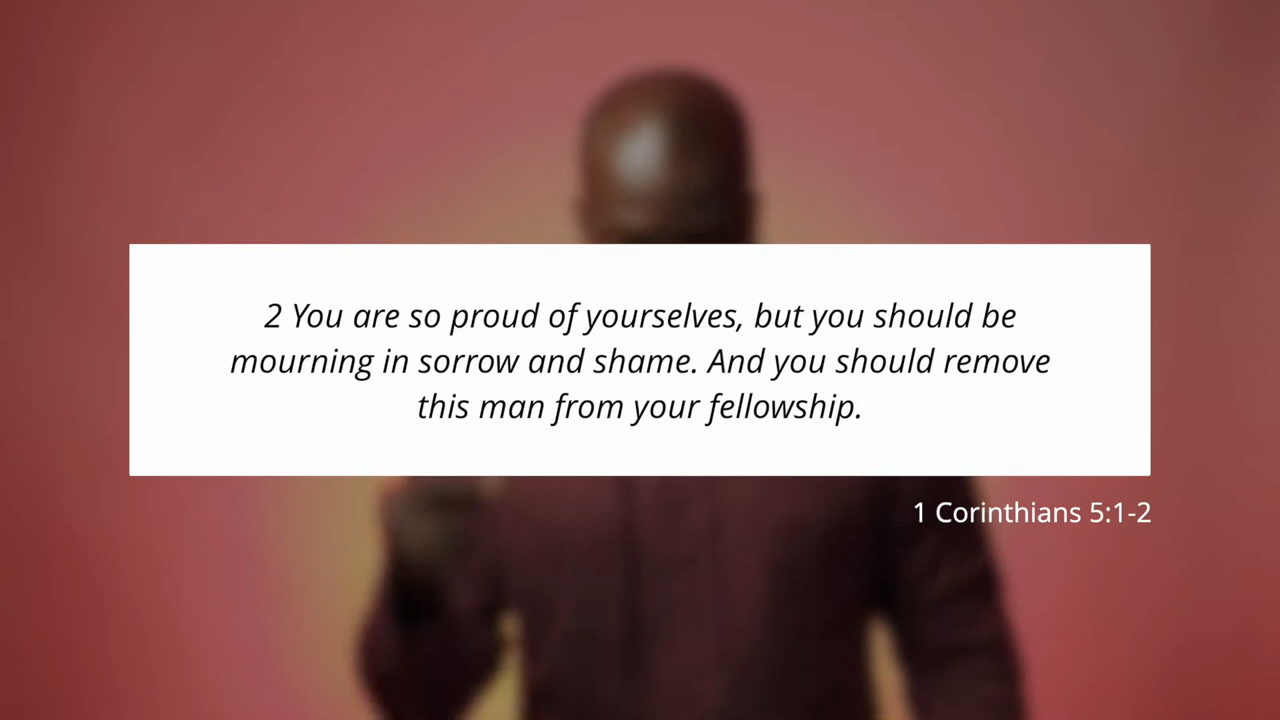 2 You are so proud of yourselves, but you should be
mourning in sorrow and shame. And you should remove
this man from your fellowship.
1 Corinthians 5:1-2